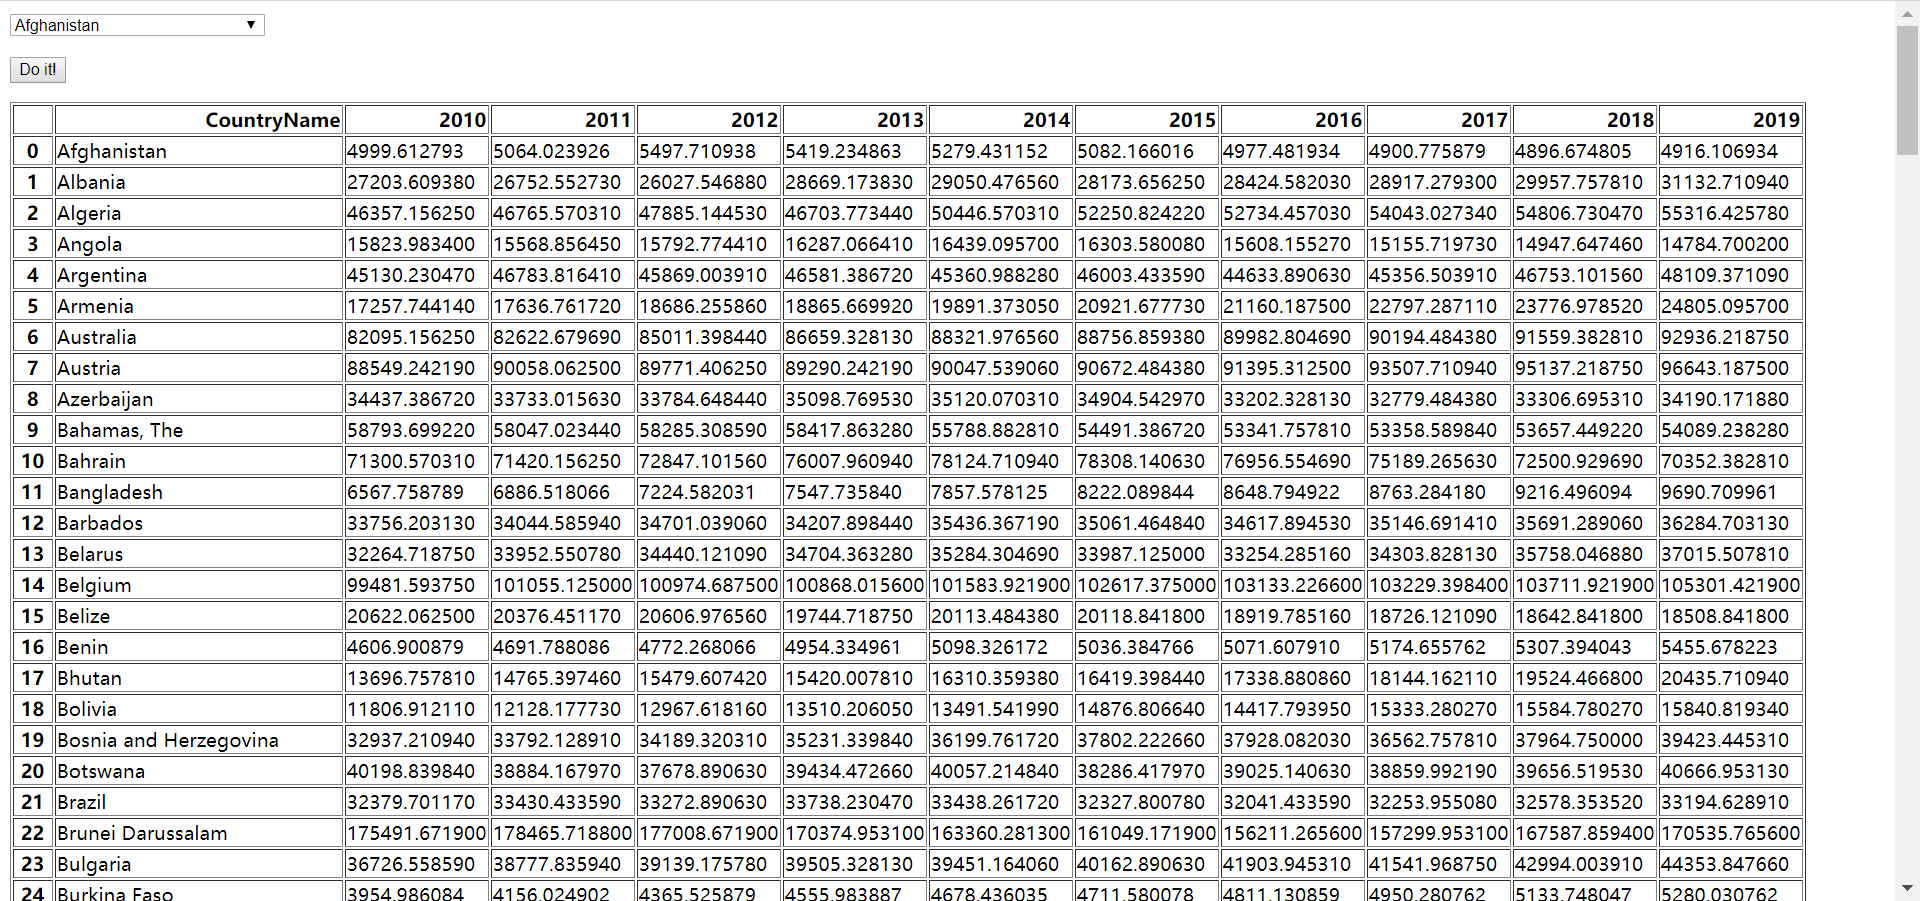 Afghanistan
Do it!
CountryName 2010 2011 2012 2013 2014 2015 2016 2017 2018 2019
0 Afghanistan 4999.612793 5064.023926 5497.710938 5419.234863 5279.431152 5082.166016 4977.481934 4900.775879 4896.674805 4916.106934
1 Albania 27203.609380 26752.552730 26027.546880 28669.173830 29050.476560 28173.656250 28424.582030 28917.279300 29957.757810 31132.710940
2 Algeria 46357.156250 46765.570310 47885.144530 46703.773440 50446.570310 52250.824220 52734.457030 54043.027340 54806.730470 55316.425780
3 Angola 15823.983400 15568.856450 15792.774410 16287.066410 16439.095700 16303.580080 15608.155270 15155.719730 14947.647460 14784.700200
4 Argentina 45130.230470 46783.816410 45869.003910 46581.386720 45360.988280 46003.433590 44633.890630 45356.503910 46753.101560 48109.371090
5 Armenia 17257.744140 17636.761720 18686.255860 18865.669920 19891.373050 20921.677730 21160.187500 22797.287110 23776.978520 24805.095700
6 Australia 82095.156250 82622.679690 85011.398440 86659.328130 88321.976560 88756.859380 89982.804690 90194.484380 91559.382810 92936.218750
7 Austria 88549.242190 90058.062500 89771.406250 89290.242190 90047.539060 90672.484380 91395.312500 93507.710940 95137.218750 96643.187500
8 Azerbaijan 34437.386720 33733.015630 33784.648440 35098.769530 35120.070310 34904.542970 33202.328130 32779.484380 33306.695310 34190.171880
9 Bahamas, The 58793.699220 58047.023440 58285.308590 58417.863280 55788.882810 54491.386720 53341.757810 53358.589840 53657.449220 54089.238280
10 Bahrain 71300.570310 71420.156250 72847.101560 76007.960940 78124.710940 78308.140630 76956.554690 75189.265630 72500.929690 70352.382810
11 Bangladesh 6567.758789 6886.518066 7224.582031 7547.735840 7857.578125 8222.089844 8648.794922 8763.284180 9216.496094 9690.709961
12 Barbados 33756.203130 34044.585940 34701.039060 34207.898440 35436.367190 35061.464840 34617.894530 35146.691410 35691.289060 36284.703130
13 Belarus 32264.718750 33952.550780 34440.121090 34704.363280 35284.304690 33987.125000 33254.285160 34303.828130 35758.046880 37015.507810
14 Belgium 99481.593750 101055.125000 100974.687500 100868.015600 101583.921900 102617.375000 103133.226600 103229.398400 103711.921900 105301.421900
15 Belize 20622.062500 20376.451170 20606.976560 19744.718750 20113.484380 20118.841800 18919.785160 18726.121090 18642.841800 18508.841800
16 Benin 4606.900879 4691.788086 4772.268066 4954.334961 5098.326172 5036.384766 5071.607910 5174.655762 5307.394043 5455.678223
17 Bhutan 13696.757810 14765.397460 15479.607420 15420.007810 16310.359380 16419.398440 17338.880860 18144.162110 19524.466800 20435.710940
18 Bolivia 11806.912110 12128.177730 12967.618160 13510.206050 13491.541990 14876.806640 14417.793950 15333.280270 15584.780270 15840.819340
19 Bosnia and Herzegovina 32937.210940 33792.128910 34189.320310 35231.339840 36199.761720 37802.222660 37928.082030 36562.757810 37964.750000 39423.445310
20 Botswana 40198.839840 38884.167970 37678.890630 39434.472660 40057.214840 38286.417970 39025.140630 38859.992190 39656.519530 40666.953130
21 Brazil 32379.701170 33430.433590 33272.890630 33738.230470 33438.261720 32327.800780 32041.433590 32253.955080 32578.353520 33194.628910
22 Brunei Darussalam 175491.671900 178465.718800 177008.671900 170374.953100 163360.281300 161049.171900 156211.265600 157299.953100 167587.859400 170535.765600
23 Bulgaria 36726.558590 38777.835940 39139.175780 39505.328130 39451.164060 40162.890630 41903.945310 41541.968750 42994.003910 44353.847660
24 Burkina Faso 3954.986084 4156.024902 4365.525879 4555.983887 4678.436035 4711.580078 4811.130859 4950.280762 5133.748047 5280.030762